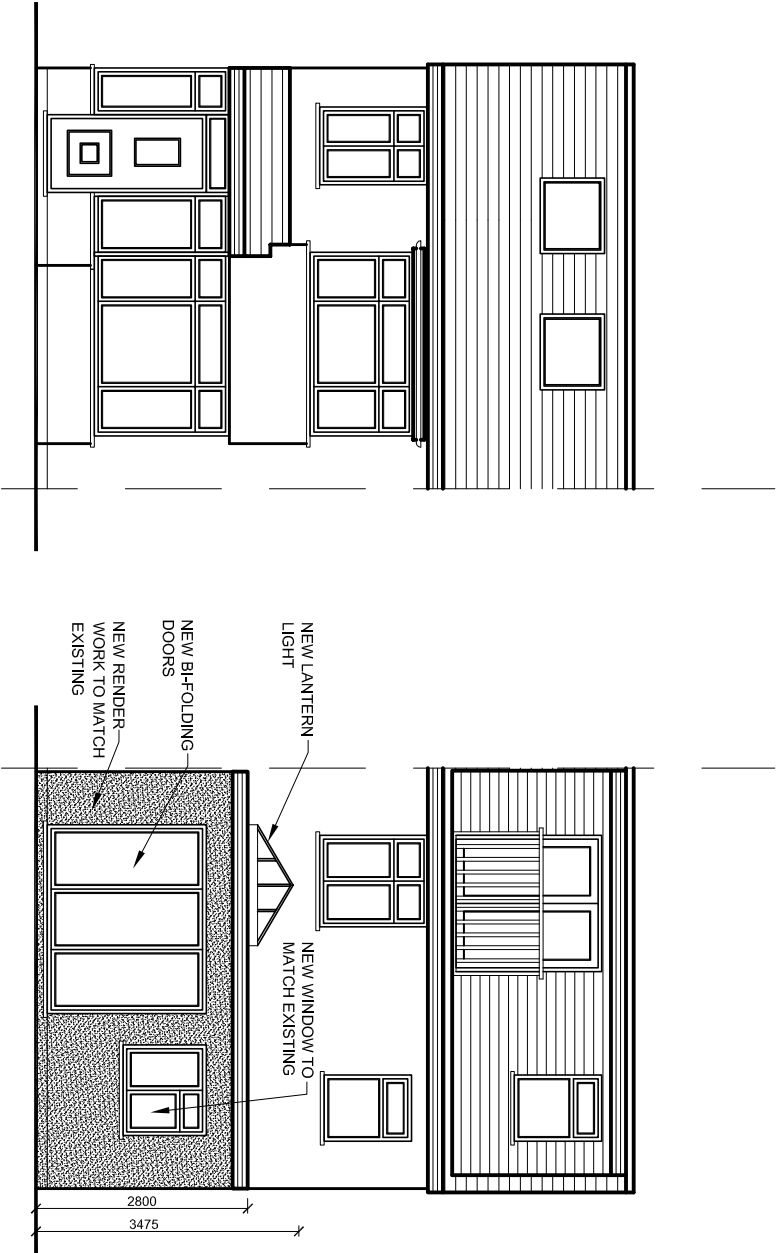 NEW LANTERN
LIGHT
NEW BI-FOLDING
DOORS
NEW RENDER
WORK TO MATCH
EXISTING
NEW WINDOW TO
MATCH EXISTING
2800
3475